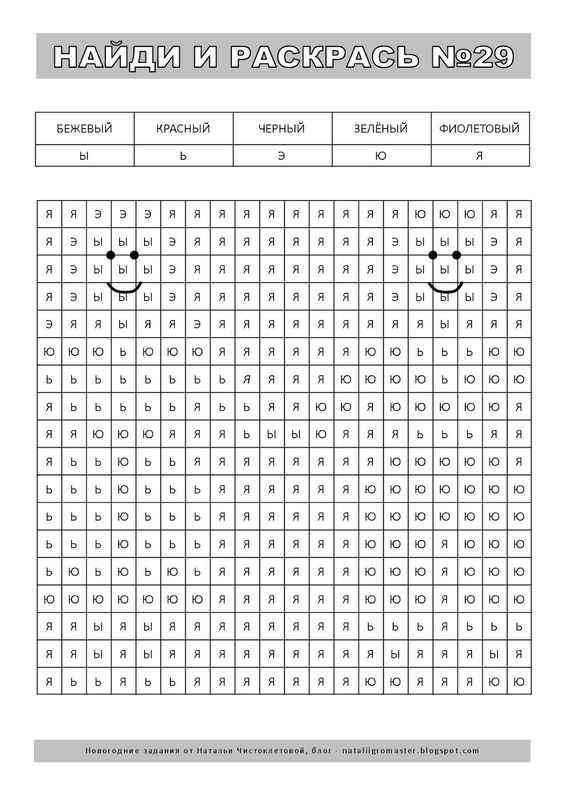 НАЙДИ И РАСКРАСЬ №29
БЕЖЕВЫЙ КРАСНЫЙ ЧЕРНЫЙ ЗЕЛЁНЫЙ ФИОЛЕТОВЫЙ
Ы Ь Э Ю Я
Я Я Э Э Э Я Я Я Я Я Я Я Я Я Я Ю Ю Ю Я Я
Я Э Ы Ы Ы Э Я Я Я Я Я Я Я Я Э Ы Ы Ы Э Я
Я Э Ы Ы Ы Э Я Я Я Я Я Я Я Я Э Ы Ы Ы Э Я
Я Э Ы Ы Ы Э Я Я Я Я Я Я Я Я Э Ы Ы Ы Э Я
Э Я Я Ы Я Я Э Я Я Я Я Я Я Я Я Я Ы Я Я Я
Ю Ю Ю Ь Ю Ю Ю Я Я Я Я Я Я Ю Ю Ь Ь Ь Ю Ю
Ь Ь Ь Ь Ь Ь Ь Ь Я Я Я Я Ю Ю Ю Ю Ь Ю Ю Ю
Я Ь Ь Ь Ь Ь Я Ь Ь Я Я Ю Ю Я Ю Ю Ю Ю Ю Я
Я Я Ю Ю Ю Я Я Я Ь Ы Ы Ю Я Я Я Ь Ь Ь Я Я
Я Ь Ь Ю Ь Ь Я Я Я Я Я Я Я Я Ю Ю Ю Ю Ю Я
Ь Ь Ь Ю Ь Ь Ь Я Я Я Я Я Я Ю Ю Ю Ю Ю Ю Ю
Ь Ь Ь Ю Ь Ь Ь Я Я Я Я Я Я Ю Ю Ю Ю Ю Ю Ю
Ь Ь Ь Ю Ь Ь Ь Я Я Я Я Я Я Ю Ю Ю Я Ю Ю Ю
Ь Ю Ь Ь Ь Ю Ь Я Я Я Я Я Я Ю Ю Ю Я Ю Ю Ю
Ю Ю Ю Ю Ю Ю Ю Я Я Я Я Я Я Ю Ю Ю Я Ю Ю Ю
Я Я Ы Я Ы Я Я Я Я Я Я Я Я Ь Ь Ь Я Ь Ь Ь
Я Я Ы Я Ы Я Я Я Я Я Я Я Я Я Ы Я Я Я Ы Я
Я Ь Ь Я Ь Ь Я Я Я Я Я Я Я Ю Ю Я Я Я Ю Ю
Новогодние задания от Натальи Чистоклетовой, блог - nataliigromaster.blogspot.com